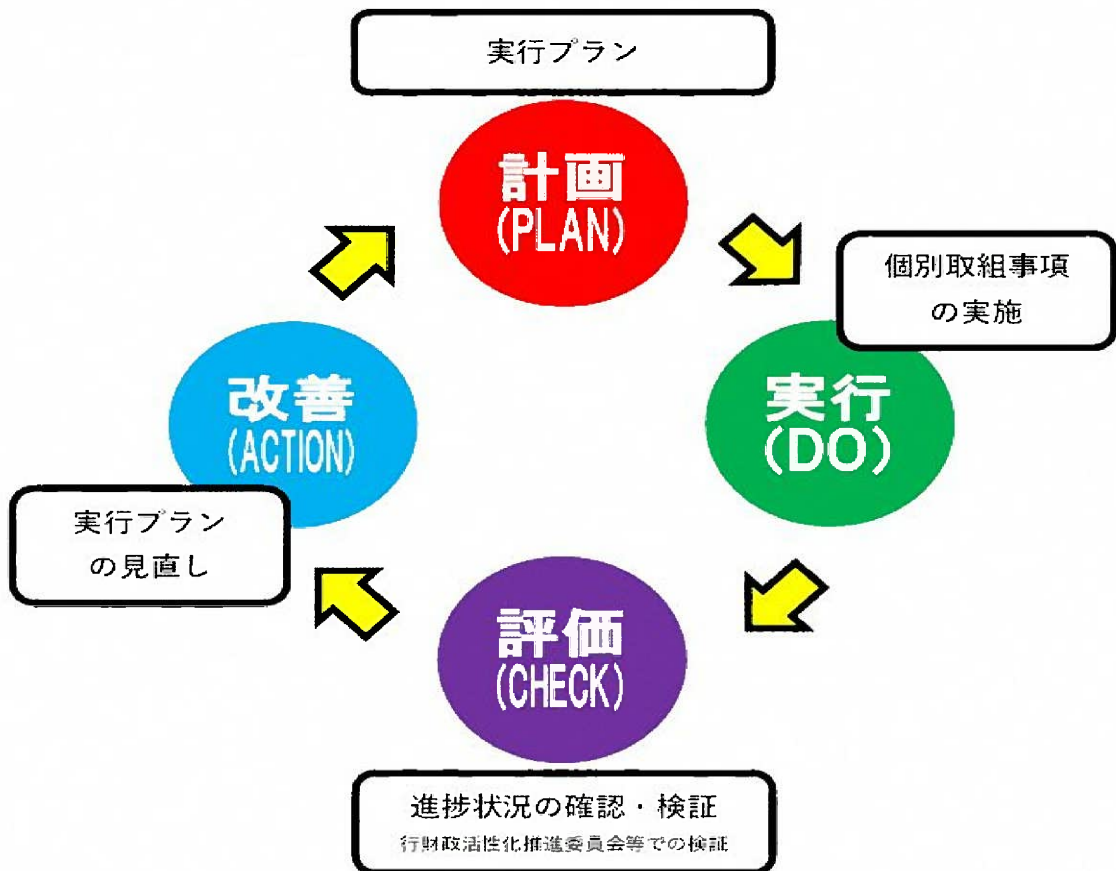 実行プラン
計画
(PLAN)
個別取組事項
の実施
実行
(DO)
評価
(CHECK)
進捗状況の確認・検証
行財政活性化推進委員会等での検証
改善
(ACTION)
実行プラン
の見直し